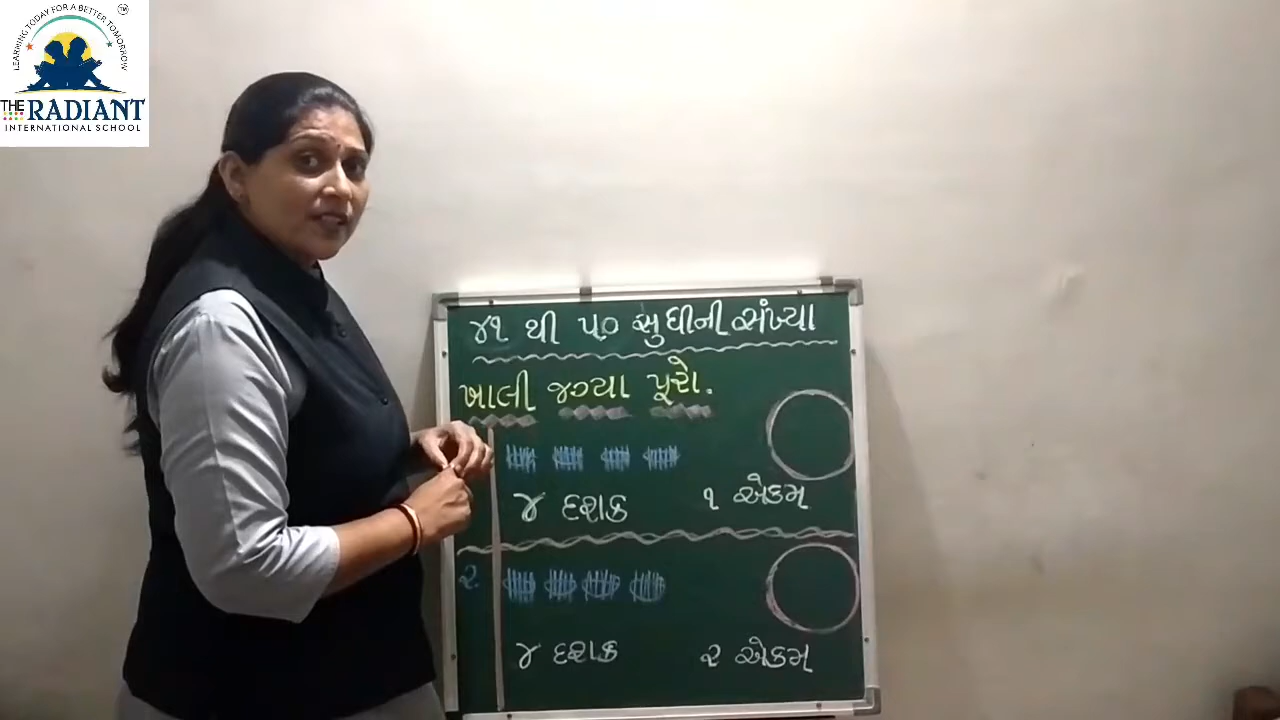 LEARNING TODAY FOR A BETTER TOMORROW
THE RADIANT
INTERNATIONAL SCHOOL
૪૧ થી ૫૦ સુધીની સંખ્યા
ખાલી જગ્યા પૂરો.
૪ દશક ૧ એકમ
૨.
૪ દશક ૨ એકમ